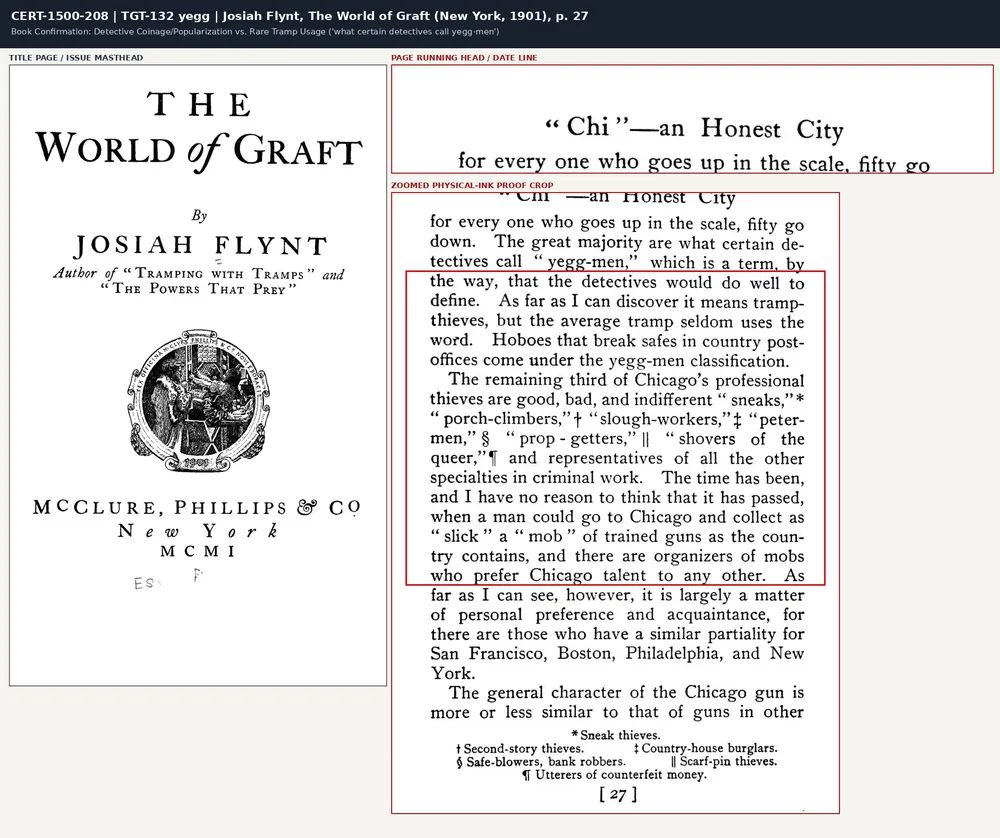 CERT-1500-208 | TGT-132 yegg | Josiah Flynt, The World of Graft (New York, 1901), p. 27
Book Confirmation: Detective Coinage/Popularization vs. Rare Tramp Usage ('what certain detectives call yegg-men')
TITLE PAGE / ISSUE MASTHEAD
THE
WORLD of GRAFT
By
JOSIAH FLYNT
Author of "TRAMPING WITH TRAMPS" and
"THE POWERS THAT PREY"
1903
MCCLURE, PHILLIPS & CO
New York
MCMI
ES F
PAGE RUNNING HEAD / DATE LINE
"Chi"—an Honest City
for every one who goes up in the scale, fifty go
ZOOMED PHYSICAL-INK PROOF CROP
"Chi"—an Honest City
for every one who goes up in the scale, fifty go
down. The great majority are what certain de-
tectives call "yegg-men," which is a term, by
the way, that the detectives would do well to
define. As far as I can discover it means tramp-
thieves, but the average tramp seldom uses the
word. Hoboes that break safes in country post-
offices come under the yegg-men classification.
The remaining third of Chicago's professional
thieves are good, bad, and indifferent "sneaks,"*
"porch-climbers,"† "slough-workers,"‡ "peter-
men,"§ "prop-getters,"‖ "shovers of the
queer,"¶ and representatives of all the other
specialties in criminal work. The time has been,
and I have no reason to think that it has passed,
when a man could go to Chicago and collect as
"slick" a "mob" of trained guns as the coun-
try contains, and there are organizers of mobs
who prefer Chicago talent to any other. As
far as I can see, however, it is largely a matter
of personal preference and acquaintance, for
there are those who have a similar partiality for
San Francisco, Boston, Philadelphia, and New
York.
The general character of the Chicago gun is
more or less similar to that of guns in other
* Sneak thieves.
† Second-story thieves. ‡ Country-house burglars.
§ Safe-blowers, bank robbers. ‖ Scarf-pin thieves.
¶ Utterers of counterfeit money.
[ 27 ]